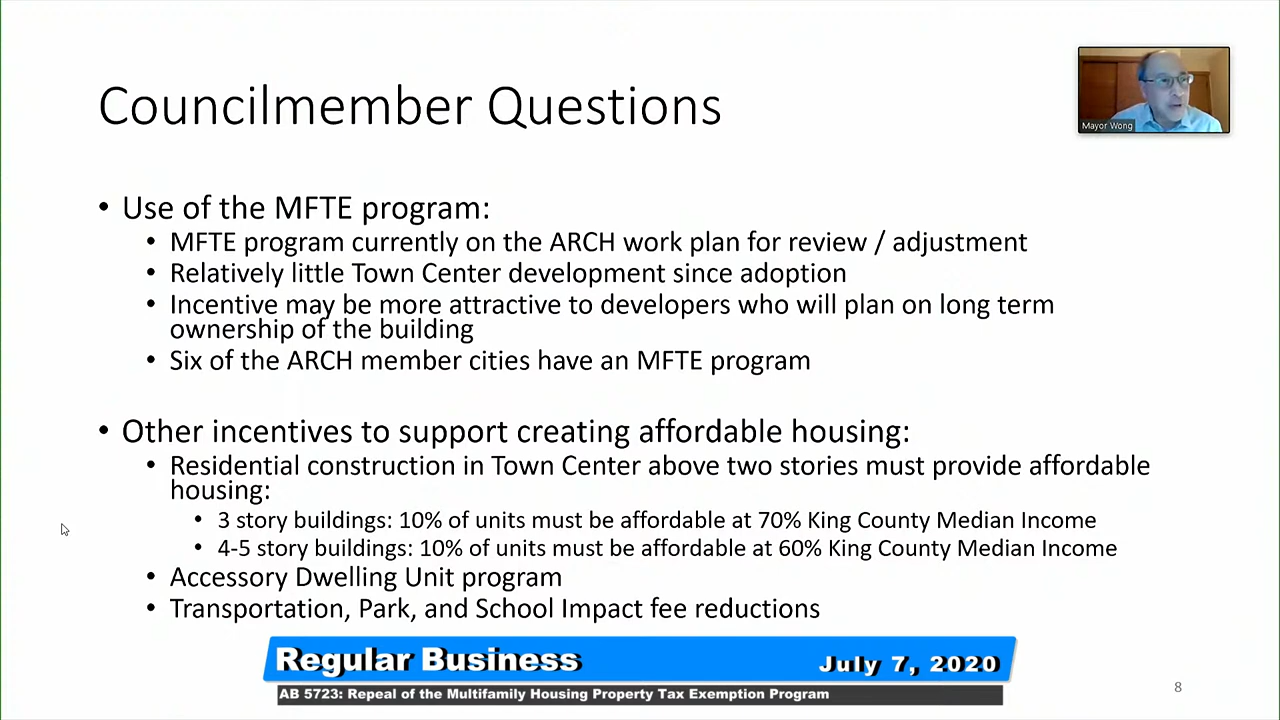 Councilmember Questions
Mayor Wong
• Use of the MFTE program:
• MFTE program currently on the ARCH work plan for review / adjustment
• Relatively little Town Center development since adoption
• Incentive may be more attractive to developers who will plan on long term
ownership of the building
• Six of the ARCH member cities have an MFTE program
• Other incentives to support creating affordable housing:
• Residential construction in Town Center above two stories must provide affordable
housing:
• 3 story buildings: 10% of units must be affordable at 70% King County Median Income
• 4-5 story buildings: 10% of units must be affordable at 60% King County Median Income
• Accessory Dwelling Unit program
• Transportation, Park, and School Impact fee reductions
Regular Business July 7, 2020
AB 5723: Repeal of the Multifamily Housing Property Tax Exemption Program
8